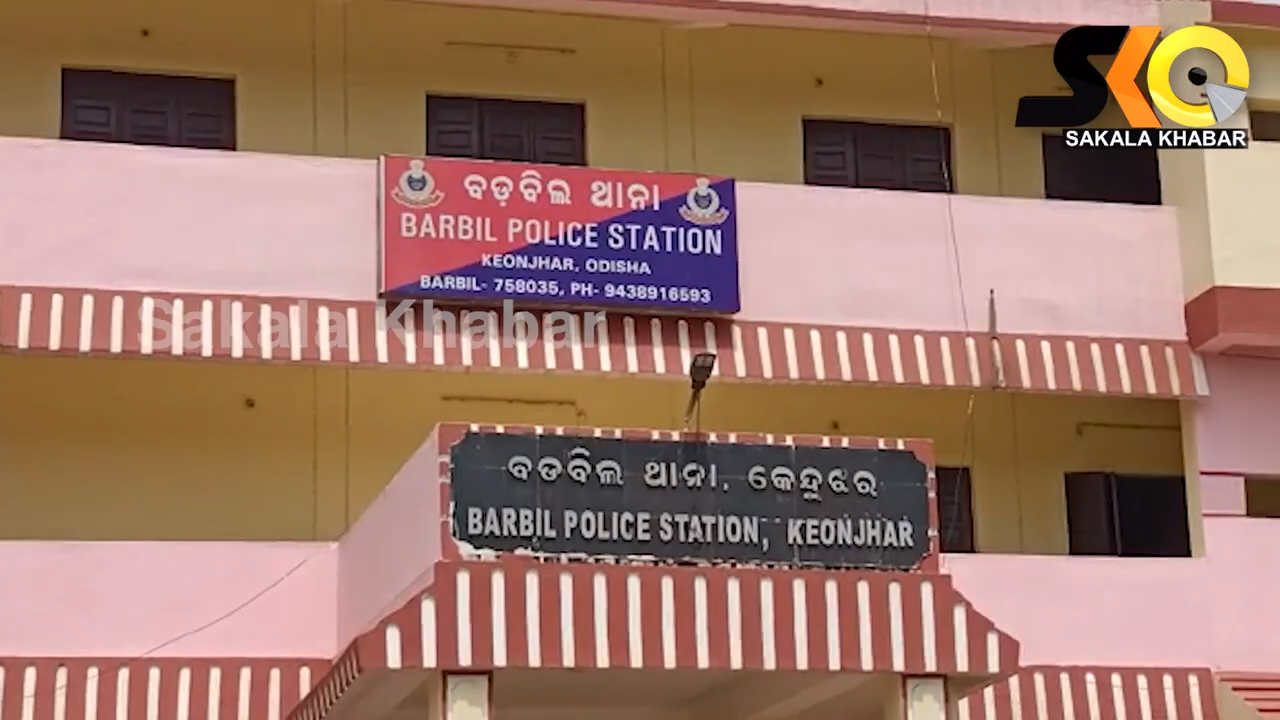 SKC
SAKALA KHABAR
ବଡ଼ବିଲ ଥାନା
BARBIL POLICE STATION
KEONJHAR, ODISHA
BARBIL- 758035, PH- 9438916593
Sakala Khabar
ବଡବିଲ ଥାନା, କେନ୍ଦୁଝର
BARBIL POLICE STATION, KEONJHAR